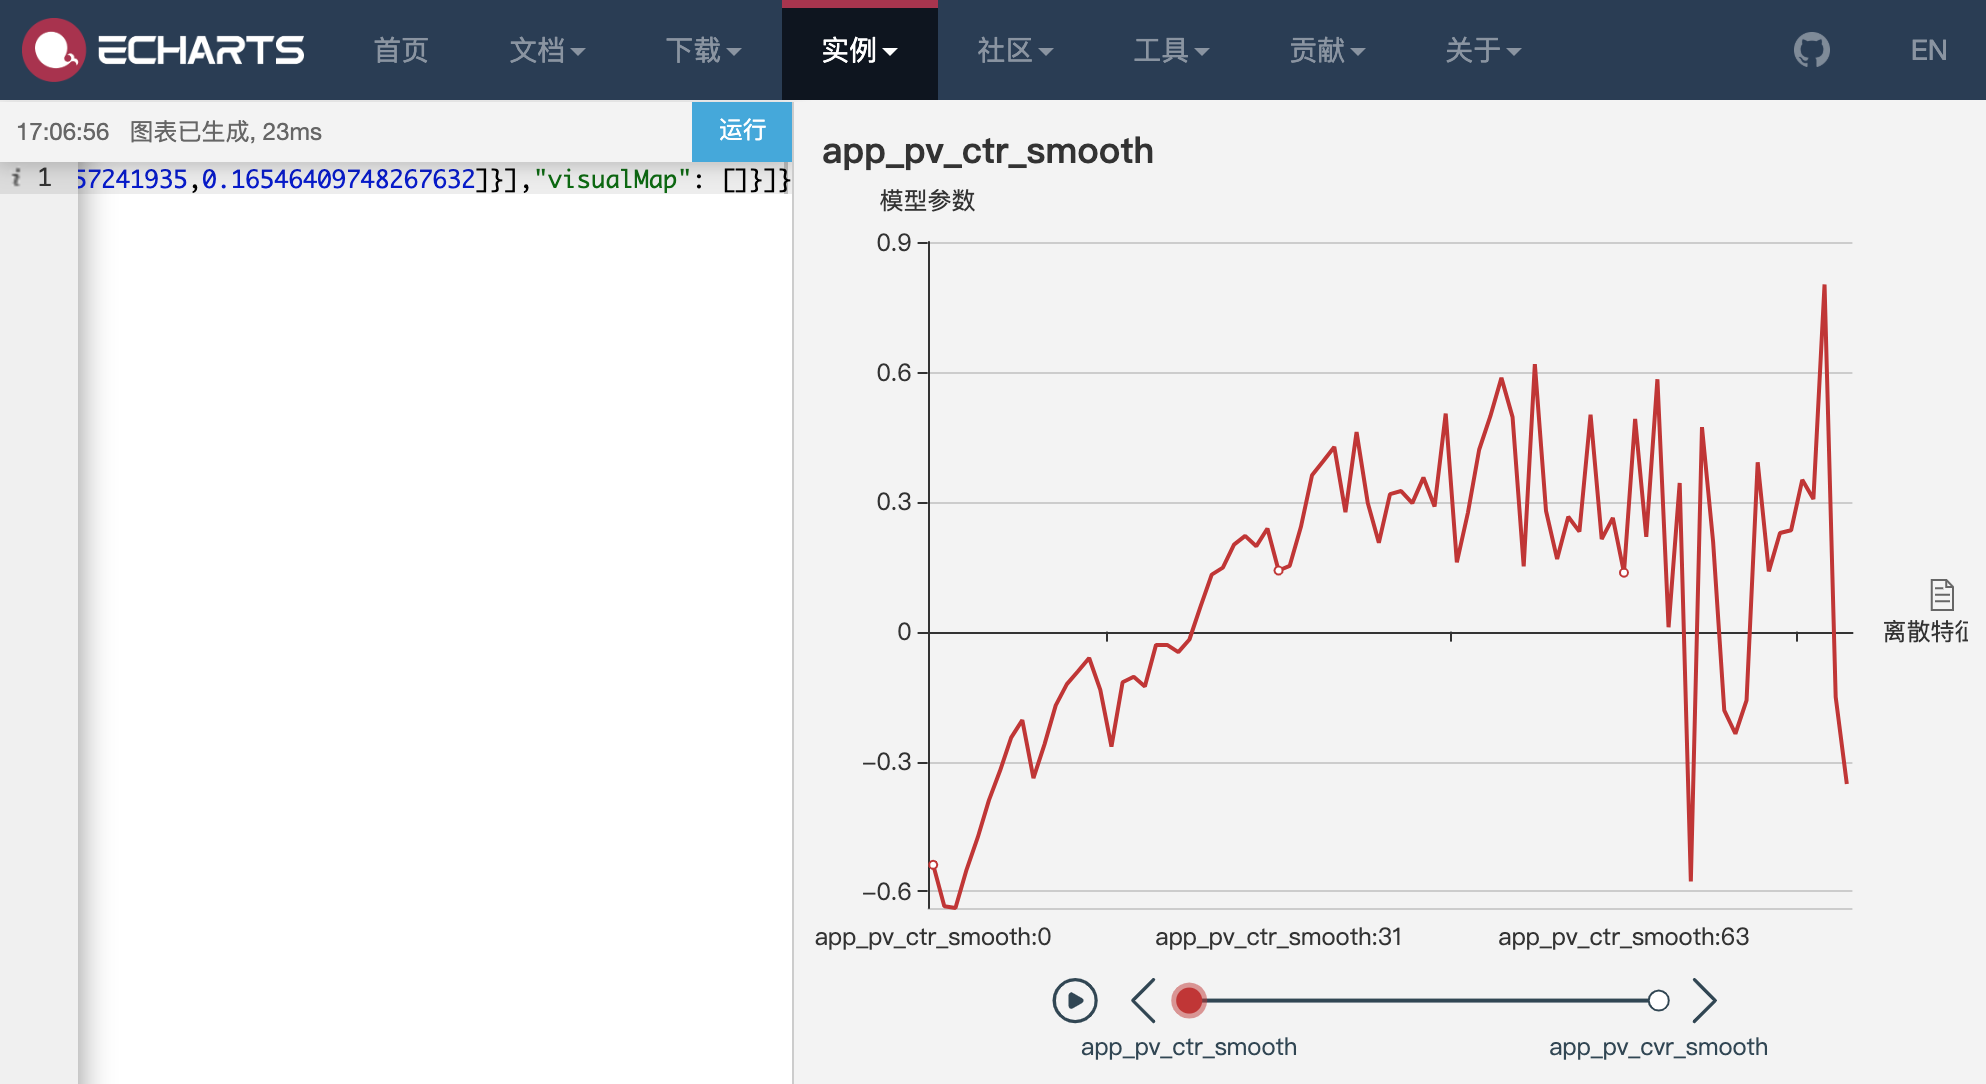 ECHARTS 首页 文档 下载 实例 社区 工具 贡献 关于 EN
17:06:56 图表已生成, 23ms 运行
1 57241935,0.16546409748267632]}],"visualMap": []}]}
app_pv_ctr_smooth
模型参数
0.9
0.6
0.3
0
−0.3
−0.6
离散特征
app_pv_ctr_smooth:0 app_pv_ctr_smooth:31 app_pv_ctr_smooth:63
app_pv_ctr_smooth app_pv_cvr_smooth